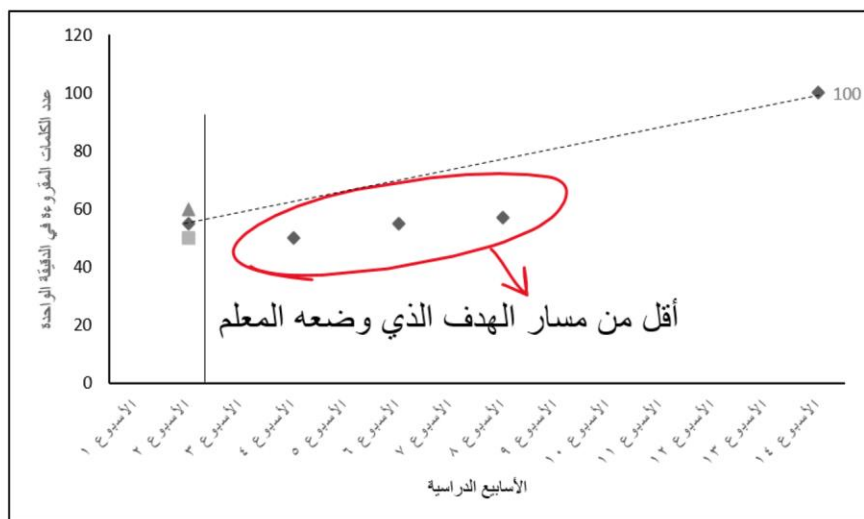 120
100
80
60
40
20
0
عدد الكلمات المقروءة في الدقيقة الواحدة
100
أقل من مسار الهدف الذي وضعه المعلم
الأسبوع ١
الأسبوع ٢
الأسبوع ٣
الأسبوع ٤
الأسبوع ٥
الأسبوع ٦
الأسبوع ٧
الأسبوع ٨
الأسبوع ٩
الأسبوع ١٠
الأسبوع ١١
الأسبوع ١٢
الأسبوع ١٣
الأسبوع ١٤
الأسابيع الدراسية